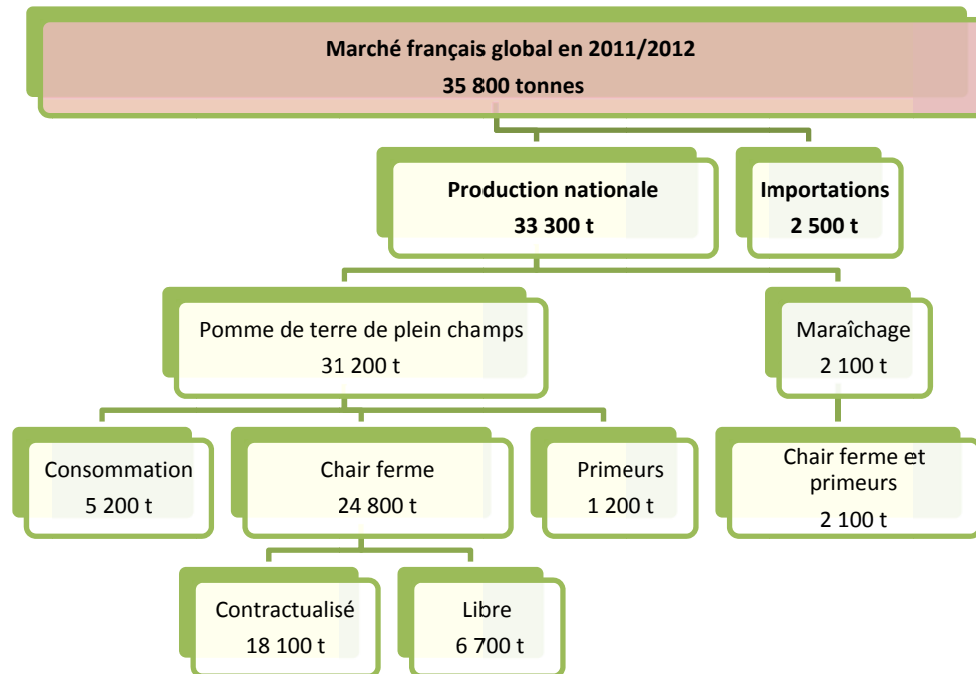 Marché français global en 2011/2012
35 800 tonnes
Production nationale
33 300 t
Importations
2 500 t
Pomme de terre de plein champs
31 200 t
Maraîchage
2 100 t
Consommation
5 200 t
Chair ferme
24 800 t
Primeurs
1 200 t
Chair ferme et
primeurs
2 100 t
Contractualisé
18 100 t
Libre
6 700 t